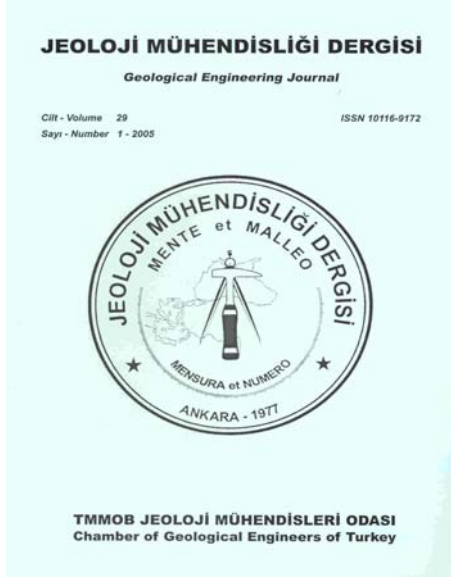 JEOLOJİ MÜHENDİSLİĞİ DERGİSİ
Geological Engineering Journal
Cilt - Volume 29
ISSN 10116-9172
Sayı - Number 1 - 2005
JEOLOJİ MÜHENDİSLİĞİ DERGİSİ
MENTE et MALLEO
MENSURA et NUMERO
ANKARA - 1977
TMMOB JEOLOJİ MÜHENDİSLERİ ODASI
Chamber of Geological Engineers of Turkey